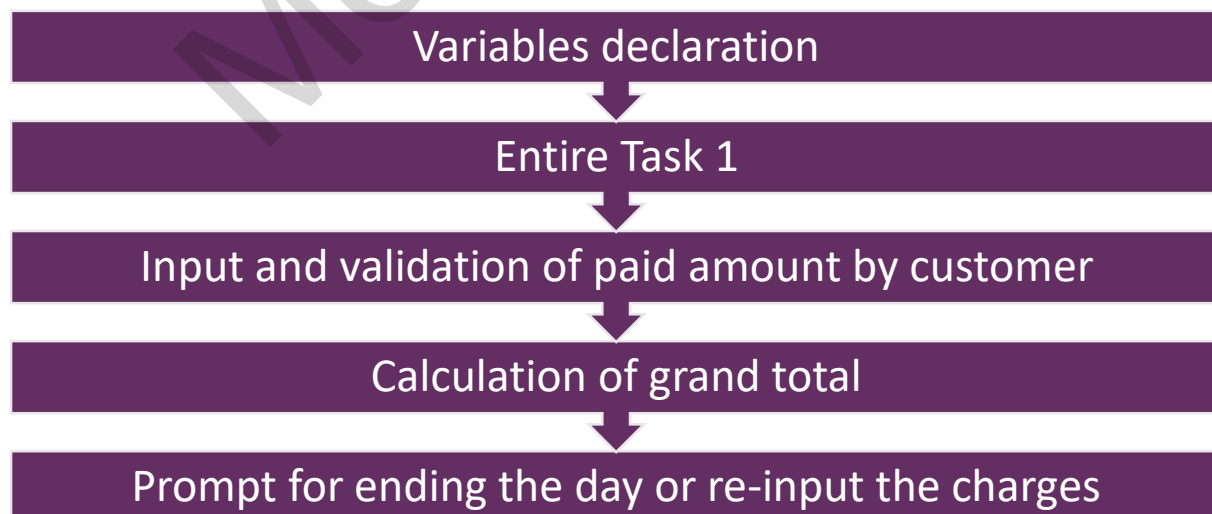 Variables declaration
Entire Task 1
Input and validation of paid amount by customer
Calculation of grand total
Prompt for ending the day or re-input the charges